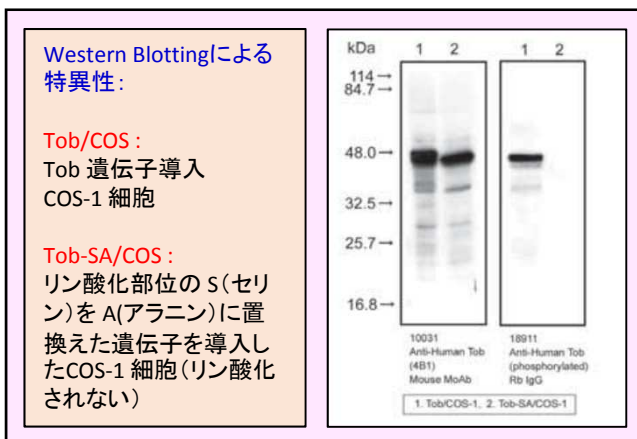 Western Blottingによる
特異性:
Tob/COS :
Tob 遺伝子導入
COS-1 細胞
Tob-SA/COS :
リン酸化部位の S(セリ
ン)を A(アラニン)に置
換えた遺伝子を導入し
たCOS-1 細胞(リン酸化
されない)
kDa 1 2 1 2
114→
84.7→
48.0→
32.5→
25.7→
16.8→
10031
Anti-Human Tob
(4B1)
Mouse MoAb
18911
Anti-Human Tob
(phosphorylated)
Rb IgG
1. Tob/COS-1, 2. Tob-SA/COS-1